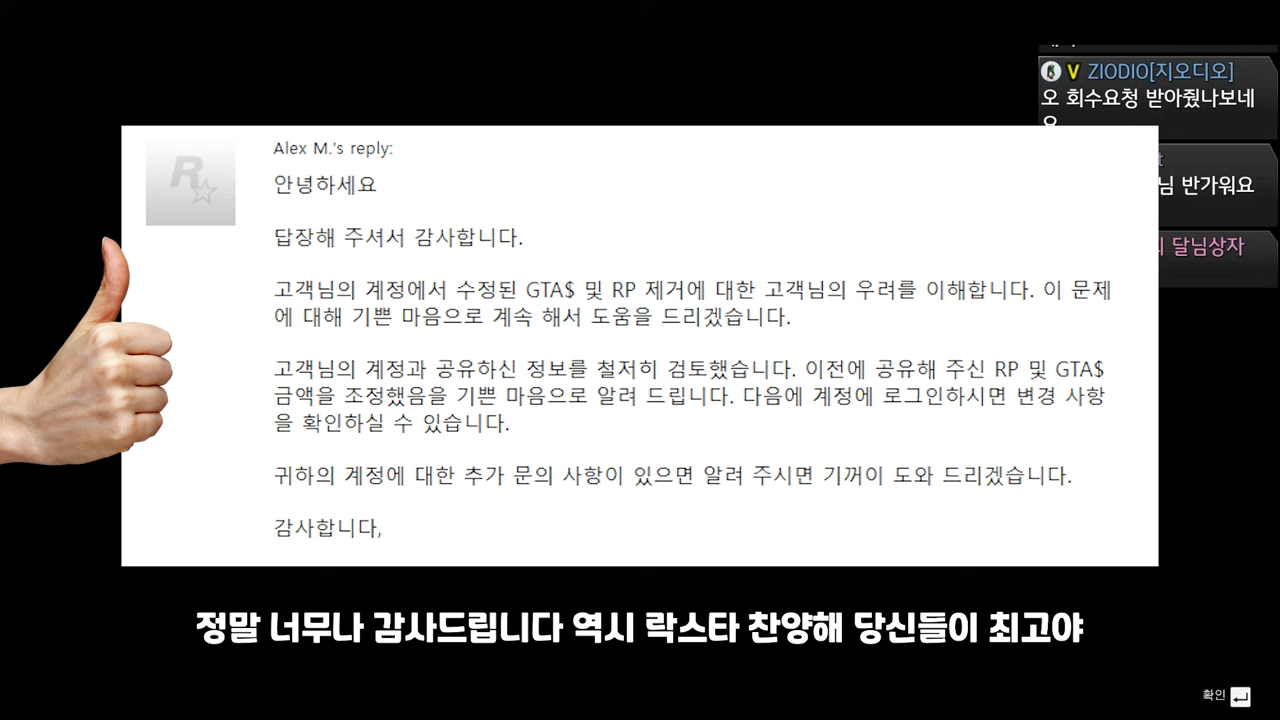 ZIODIO[지오디오]
오 회수요청 받아줬나보네
요
t
님 반가워요
달님상자
Alex M.'s reply:
안녕하세요
답장해 주셔서 감사합니다.
고객님의 계정에서 수정된 GTA$ 및 RP 제거에 대한 고객님의 우려를 이해합니다. 이 문제
에 대해 기쁜 마음으로 계속 해서 도움을 드리겠습니다.
고객님의 계정과 공유하신 정보를 철저히 검토했습니다. 이전에 공유해 주신 RP 및 GTA$
금액을 조정했음을 기쁜 마음으로 알려 드립니다. 다음에 계정에 로그인하시면 변경 사항
을 확인하실 수 있습니다.
귀하의 계정에 대한 추가 문의 사항이 있으면 알려 주시면 기꺼이 도와 드리겠습니다.
감사합니다,
정말 너무나 감사드립니다 역시 락스타 찬양해 당신들이 최고야
확인